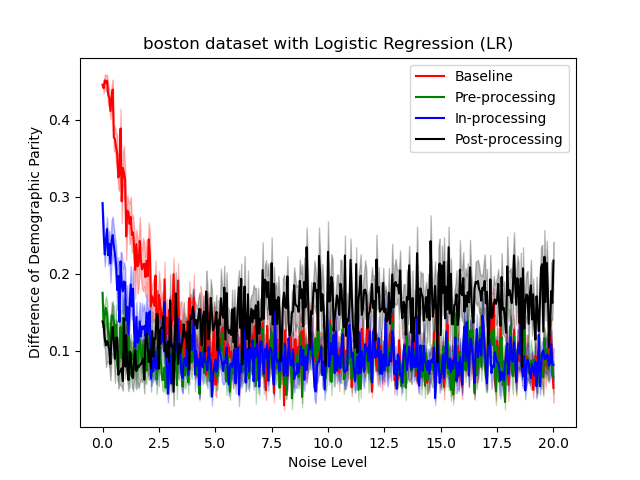 boston dataset with Logistic Regression (LR)
Baseline
Pre-processing
In-processing
Post-processing
Difference of Demographic Parity
0.4
0.3
0.2
0.1
0.0 2.5 5.0 7.5 10.0 12.5 15.0 17.5 20.0
Noise Level